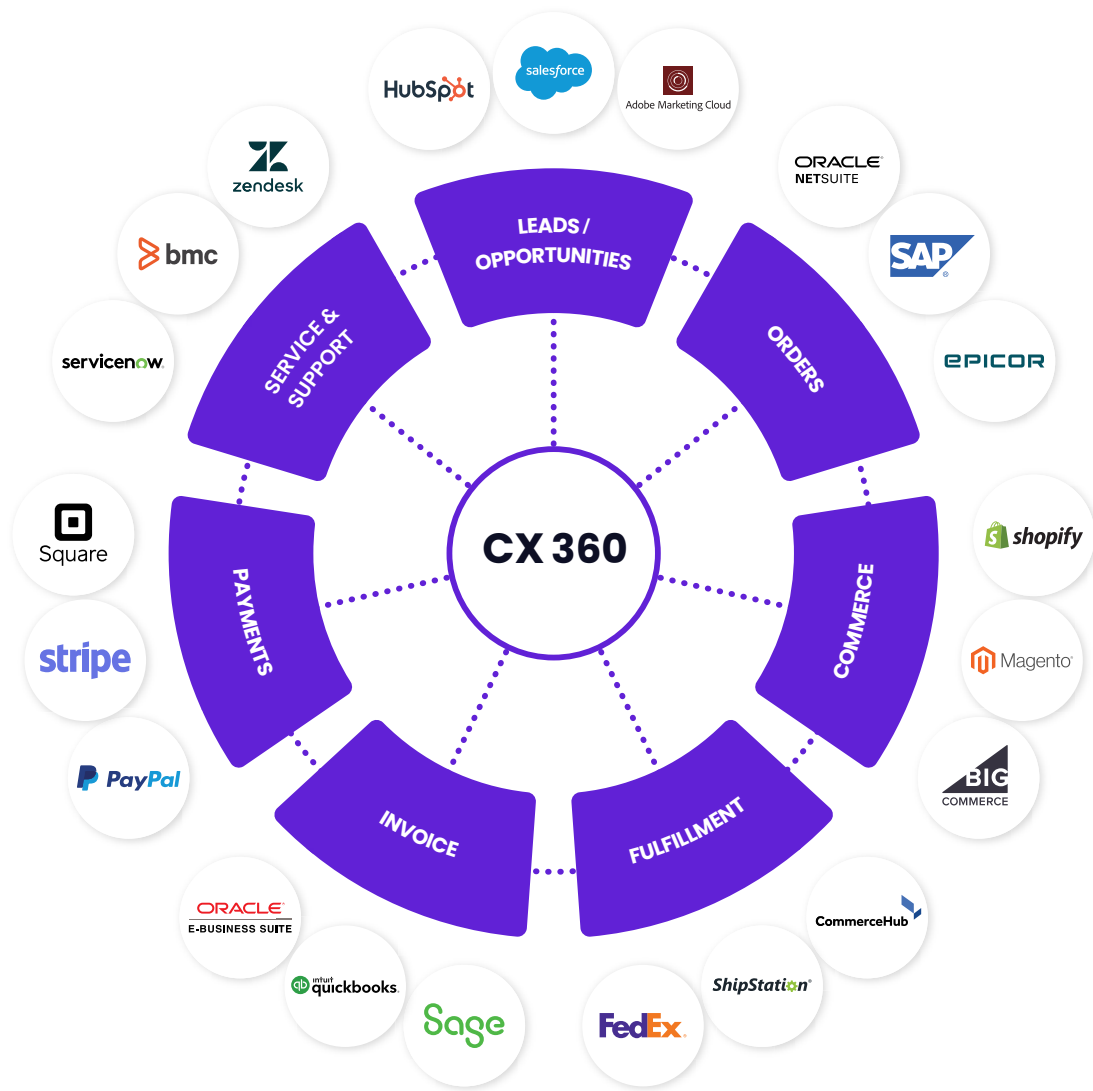 HubSpot
salesforce
Adobe Marketing Cloud
ORACLE®
NETSUITE
SAP®
EPICOR
shopify
Magento®
BIG
COMMERCE
CommerceHub
ShipStation®
FedEx®
Sage
intuit
qb quickbooks.
ORACLE®
E-BUSINESS SUITE
PayPal
stripe
Square
servicenow.
bmc
zendesk
LEADS /
OPPORTUNITIES
ORDERS
COMMERCE
FULFILLMENT
INVOICE
PAYMENTS
SERVICE &
SUPPORT
CX 360